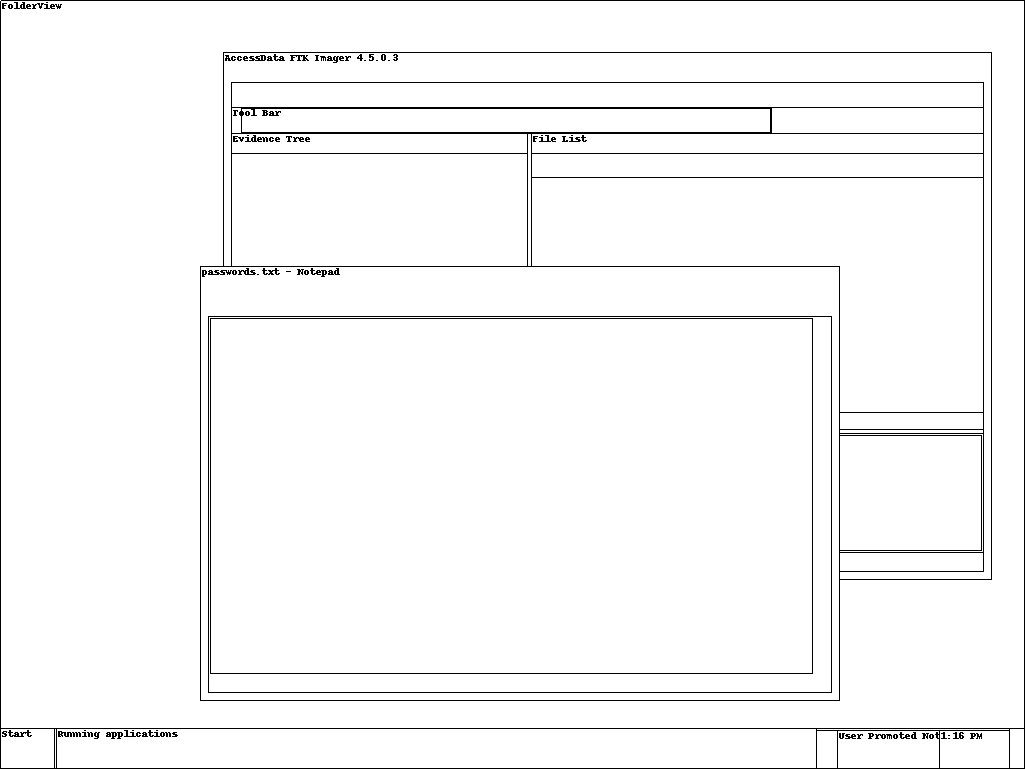 FolderView
AccessData FTK Imager 4.5.0.3
Tool Bar
Evidence Tree
File List
passwords.txt - Notepad
Start
Running applications
User Promoted Not
1:16 PM